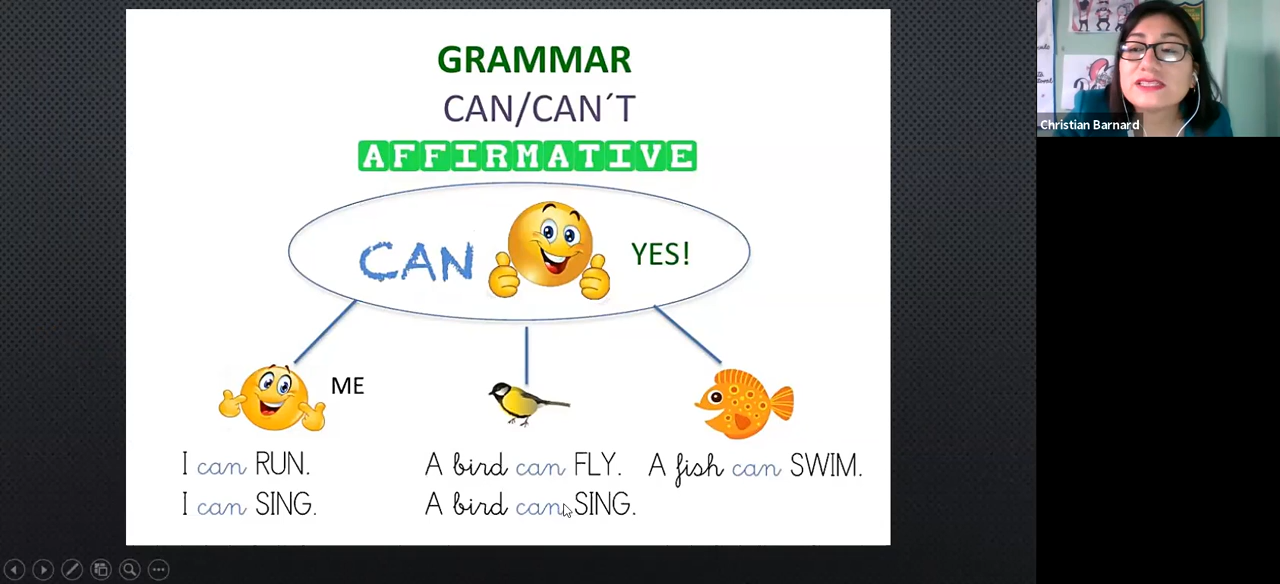 GRAMMAR
CAN/CAN´T
AFFIRMATIVE
CAN YES!
ME
I can RUN.
I can SING.
A bird can FLY.
A bird can SING.
A fish can SWIM.
Christian Barnard